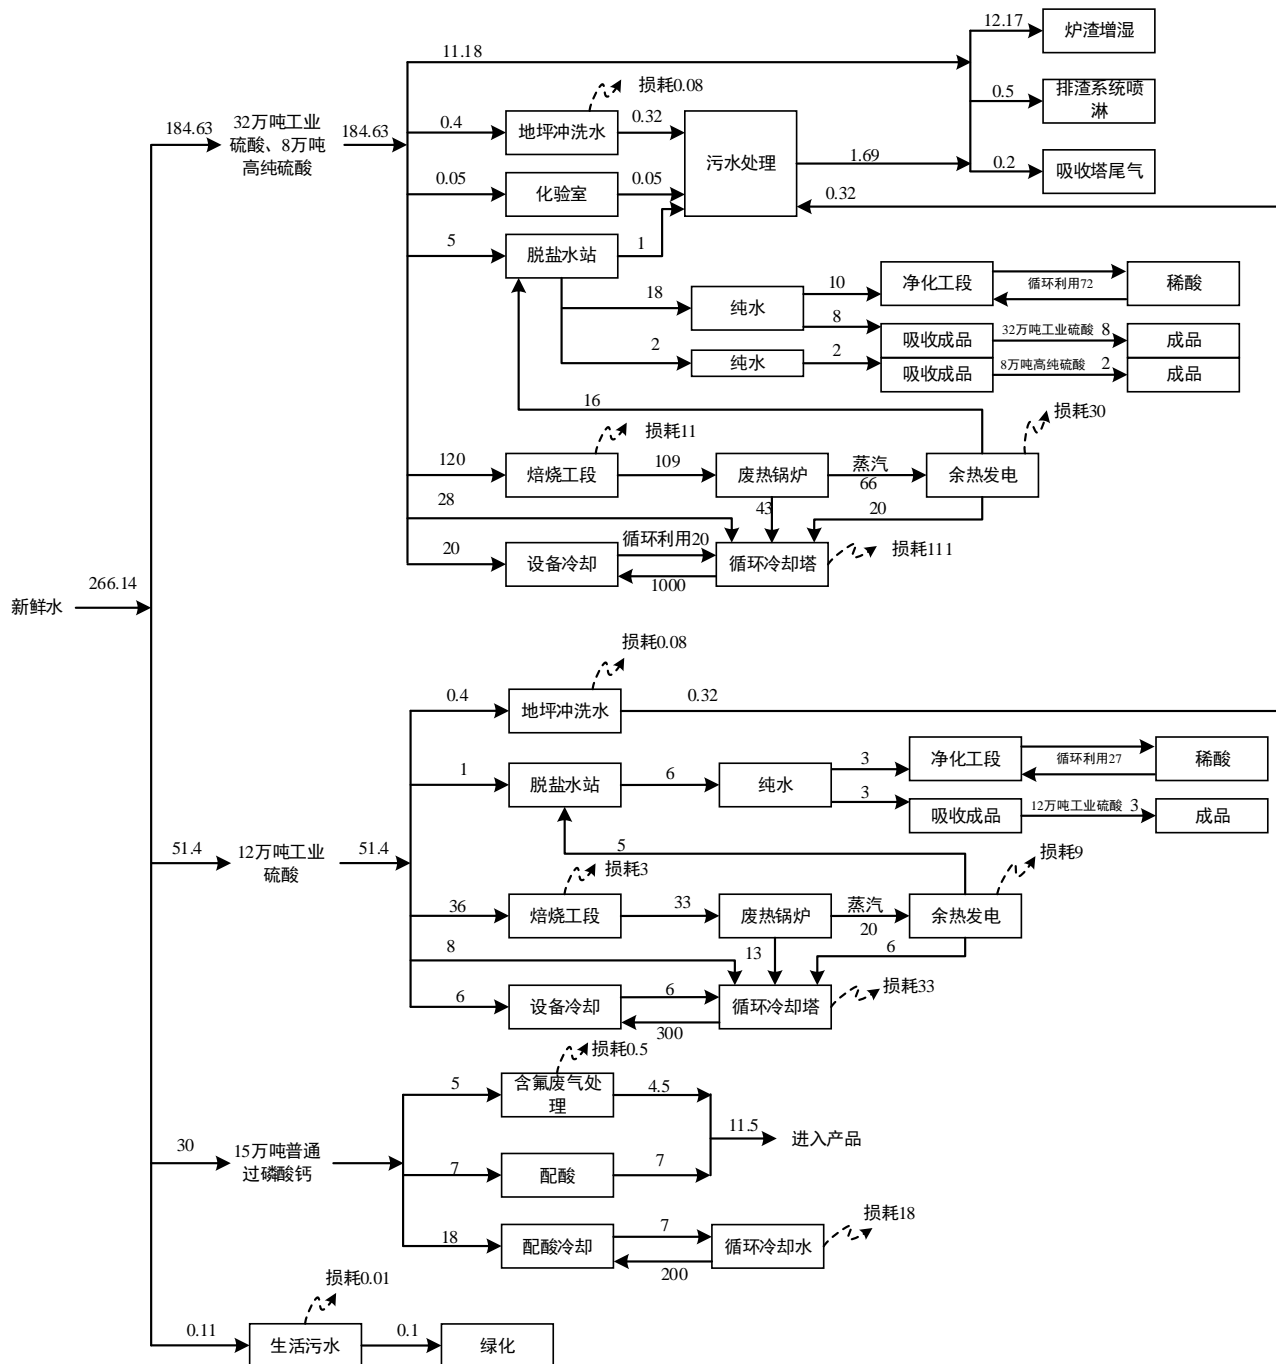 12.17
炉渣增湿
11.18
损耗0.08
0.5
排渣系统喷
淋
184.63
32万吨工业
硫酸、8万吨
高纯硫酸
184.63
0.4
地坪冲洗水
0.32
污水处理
1.69
0.2
吸收塔尾气
0.05
化验室
0.05
0.32
5
脱盐水站
1
18
纯水
10
净化工段
循环利用72
稀酸
8
吸收成品
32万吨工业硫酸
8
成品
2
纯水
2
吸收成品
8万吨高纯硫酸
2
成品
16
损耗30
损耗11
120
焙烧工段
109
废热锅炉
蒸汽
66
余热发电
28
43
20
20
设备冷却
循环利用20
1000
循环冷却塔
损耗111
新鲜水
266.14
损耗0.08
0.4
地坪冲洗水
0.32
1
脱盐水站
6
纯水
3
净化工段
循环利用27
稀酸
3
吸收成品
12万吨工业硫酸
3
成品
51.4
12万吨工业
硫酸
51.4
5
损耗9
损耗3
36
焙烧工段
33
废热锅炉
蒸汽
20
余热发电
8
13
6
6
设备冷却
6
300
循环冷却塔
损耗33
损耗0.5
5
含氟废气处
理
4.5
30
15万吨普通
过磷酸钙
11.5
进入产品
7
配酸
7
18
配酸冷却
7
200
循环冷却水
损耗18
损耗0.01
0.11
生活污水
0.1
绿化